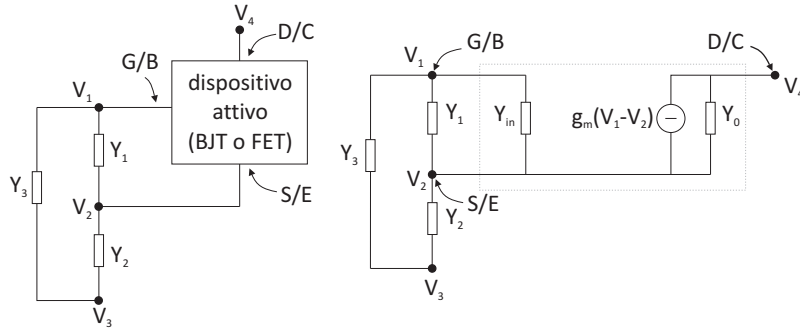 V₄
D/C
G/B
V₁
dispositivo
attivo
(BJT o FET)
Y₃
Y₁
V₂
S/E
Y₂
V₃
G/B
V₁
D/C
V₄
Y₃
Y₁
Yᵢₙ
gₘ(V₁-V₂)
Y₀
V₂
S/E
Y₂
V₃